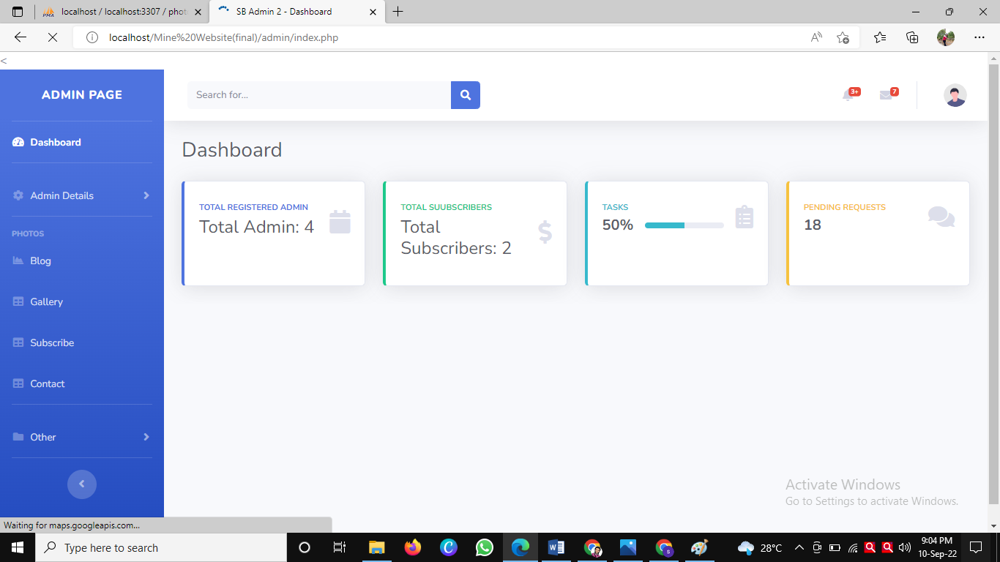 localhost / localhost:3307 / phot
SB Admin 2 - Dashboard
localhost/Mine%20Website(final)/admin/index.php
<
ADMIN PAGE
Search for...
3+
7
Dashboard
Admin Details
PHOTOS
Blog
Gallery
Subscribe
Contact
Other
Dashboard
TOTAL REGISTERED ADMIN
Total Admin: 4
TOTAL SUUBSCRIBERS
Total
Subscribers: 2
TASKS
50%
PENDING REQUESTS
18
Activate Windows
Go to Settings to activate Windows.
Waiting for maps.googleapis.com...
Type here to search
28°C
9:04 PM
10-Sep-22